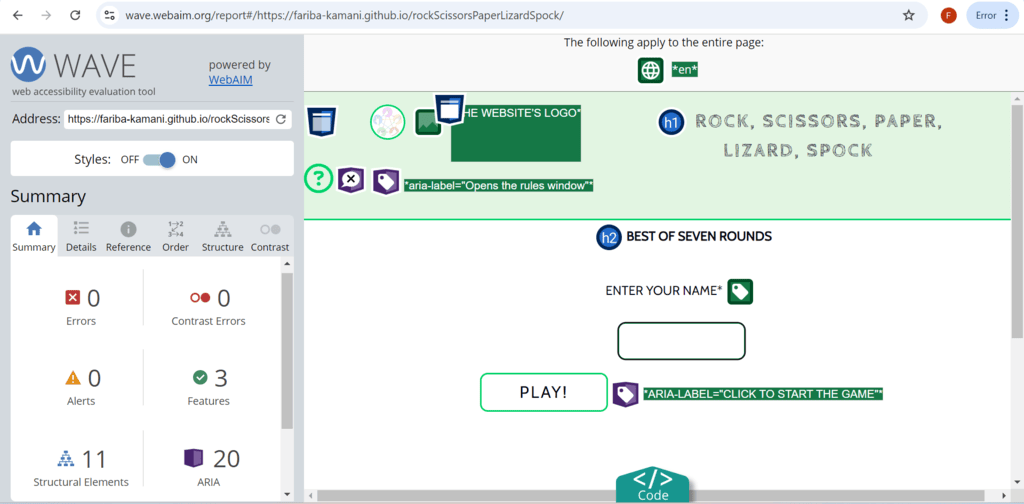 wave.webaim.org/report#/https://fariba-kamani.github.io/rockScissorsPaperLizardSpock/
F
Error
WAVE
web accessibility evaluation tool
powered by
WebAIM
Address: https://fariba-kamani.github.io/rockScissors
Styles: OFF ON
Summary
Summary Details Reference Order Structure Contrast
0
Errors
0
Contrast Errors
0
Alerts
3
Features
11
Structural Elements
20
ARIA
The following apply to the entire page:
*en*
HE WEBSITE'S LOGO*
h1 ROCK, SCISSORS, PAPER,
LIZARD, SPOCK
? *aria-label="Opens the rules window"*
h2 BEST OF SEVEN ROUNDS
ENTER YOUR NAME*
PLAY! *ARIA-LABEL="CLICK TO START THE GAME"*
</>
Code